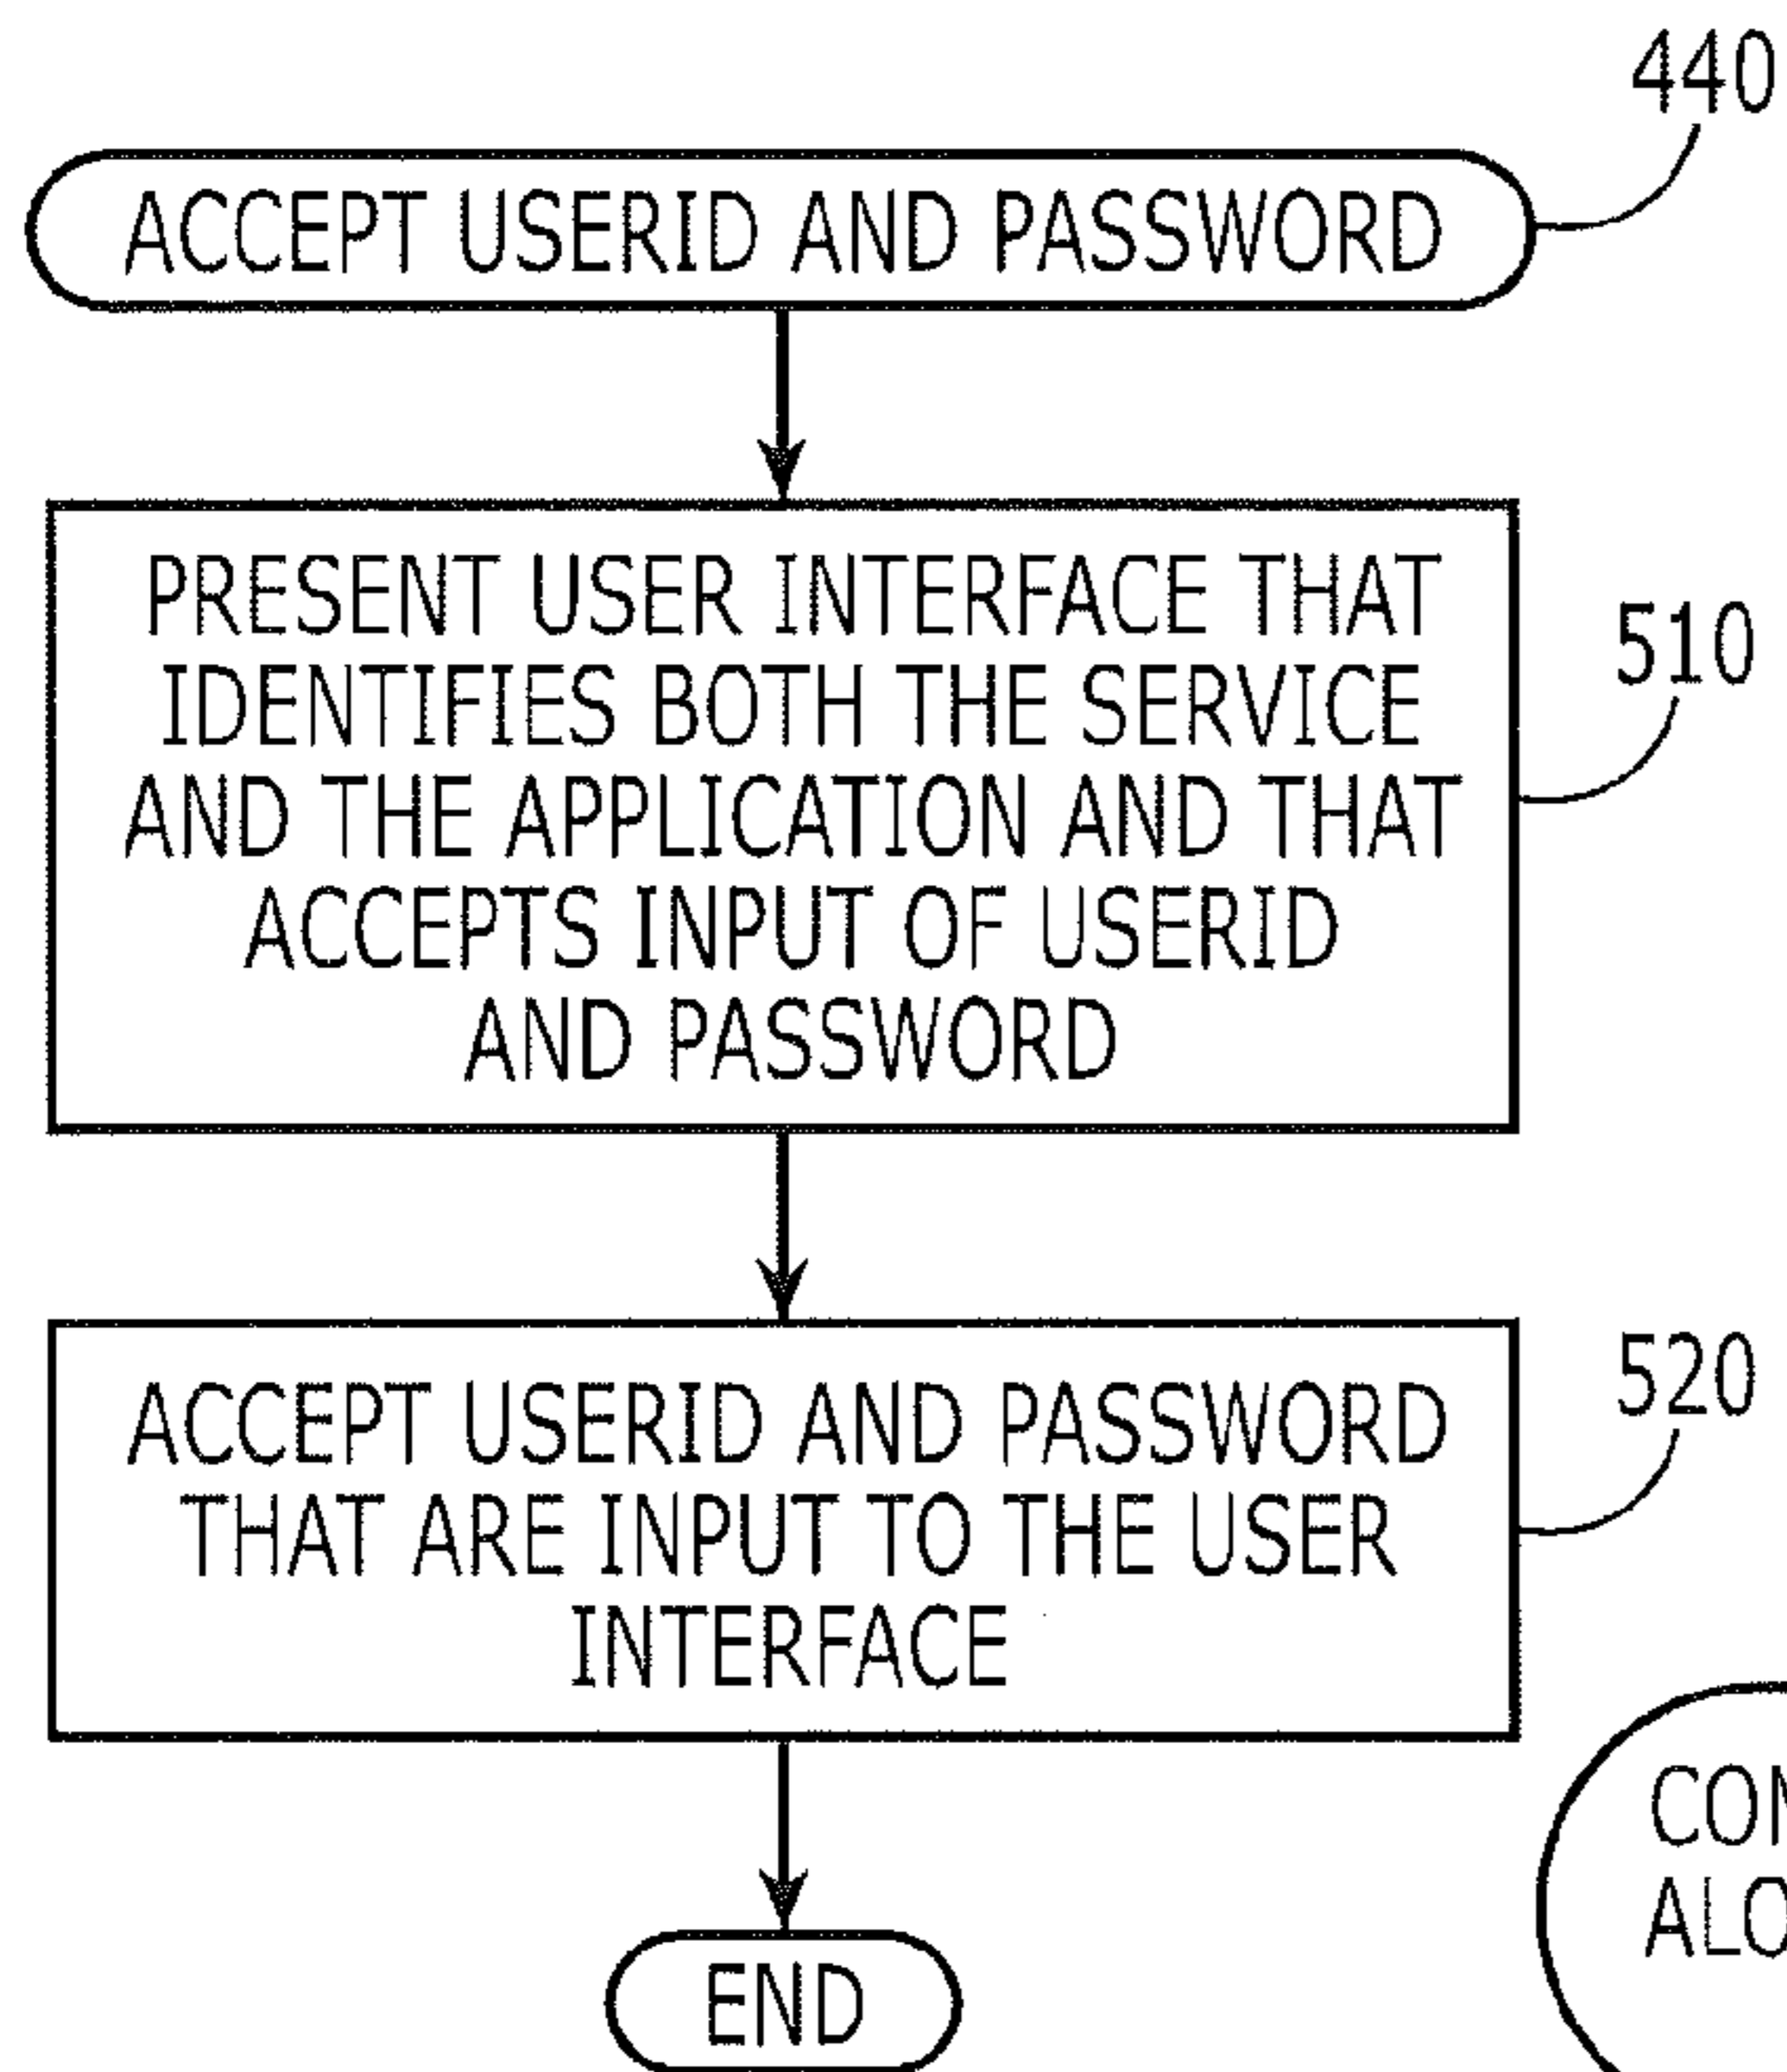 440
ACCEPT USERID AND PASSWORD
PRESENT USER INTERFACE THAT
IDENTIFIES BOTH THE SERVICE
AND THE APPLICATION AND THAT
ACCEPTS INPUT OF USERID
AND PASSWORD
510
ACCEPT USERID AND PASSWORD
THAT ARE INPUT TO THE USER
INTERFACE
520
END